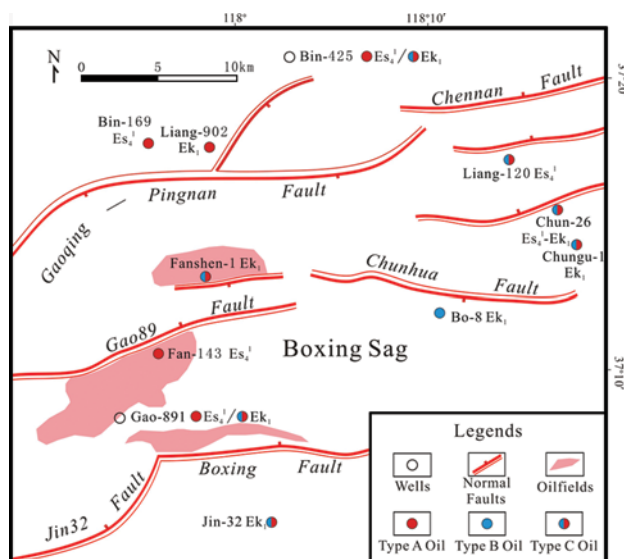 118° 118°10′
N
0 5 10km
Bin-425 Es₄¹/ Ek₁
37°20′
Chennan Fault
Bin-169
Es₄¹
Liang-902
Ek₁
Liang-120 Es₄¹
Gaoqing — Pingnan Fault
Chun-26
Es₄¹-Ek₁
Chungu-1
Ek₁
Fanshen-1 Ek₁
Chunhua Fault
Gao89 Fault
Bo-8 Ek₁
Fan-143 Es₄¹
Boxing Sag
37°10′
Gao-891 Es₄¹/ Ek₁
Boxing Fault
Jin32 Fault
Jin-32 Ek₁
Legends
Wells Normal Faults Oilfields
Type A Oil Type B Oil Type C Oil